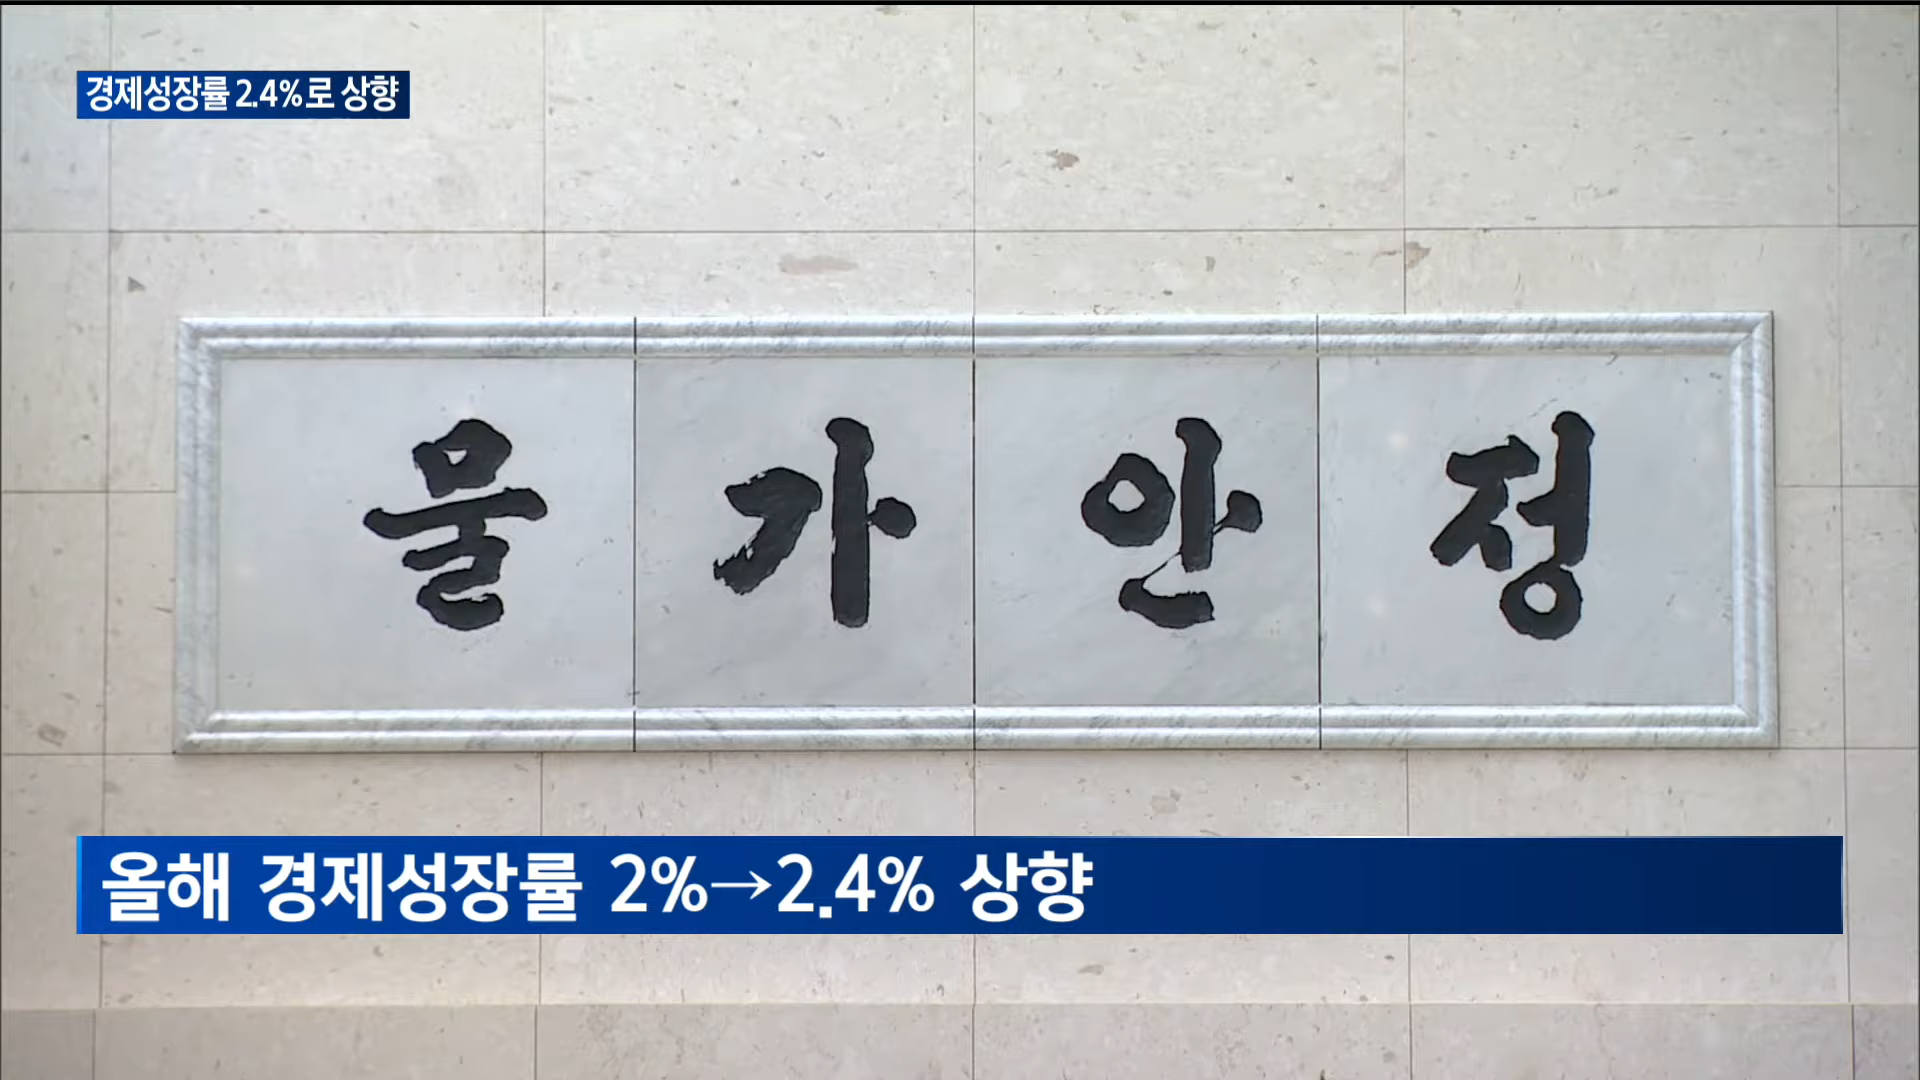 경제성장률 2.4%로 상향
물가안정
올해 경제성장률 2%→2.4% 상향